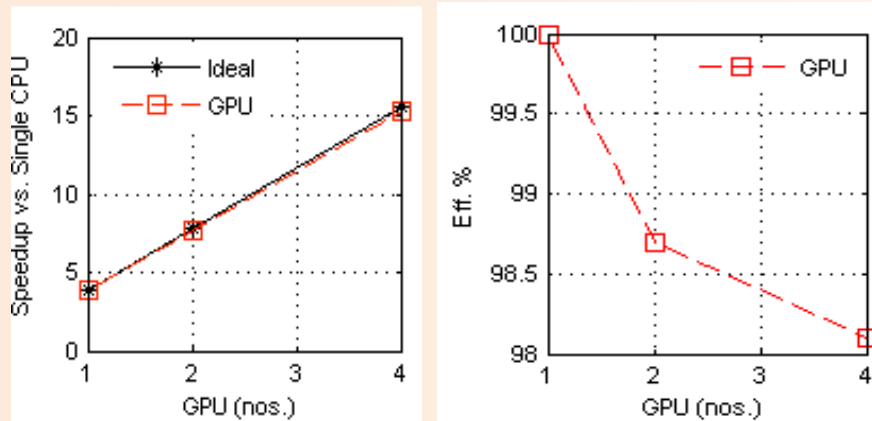 20
15
10
5
0
Speedup vs. Single CPU
Ideal
GPU
1 2 3 4
GPU (nos.)
100
99.5
99
98.5
98
Eff. %
GPU
1 2 3 4
GPU (nos.)